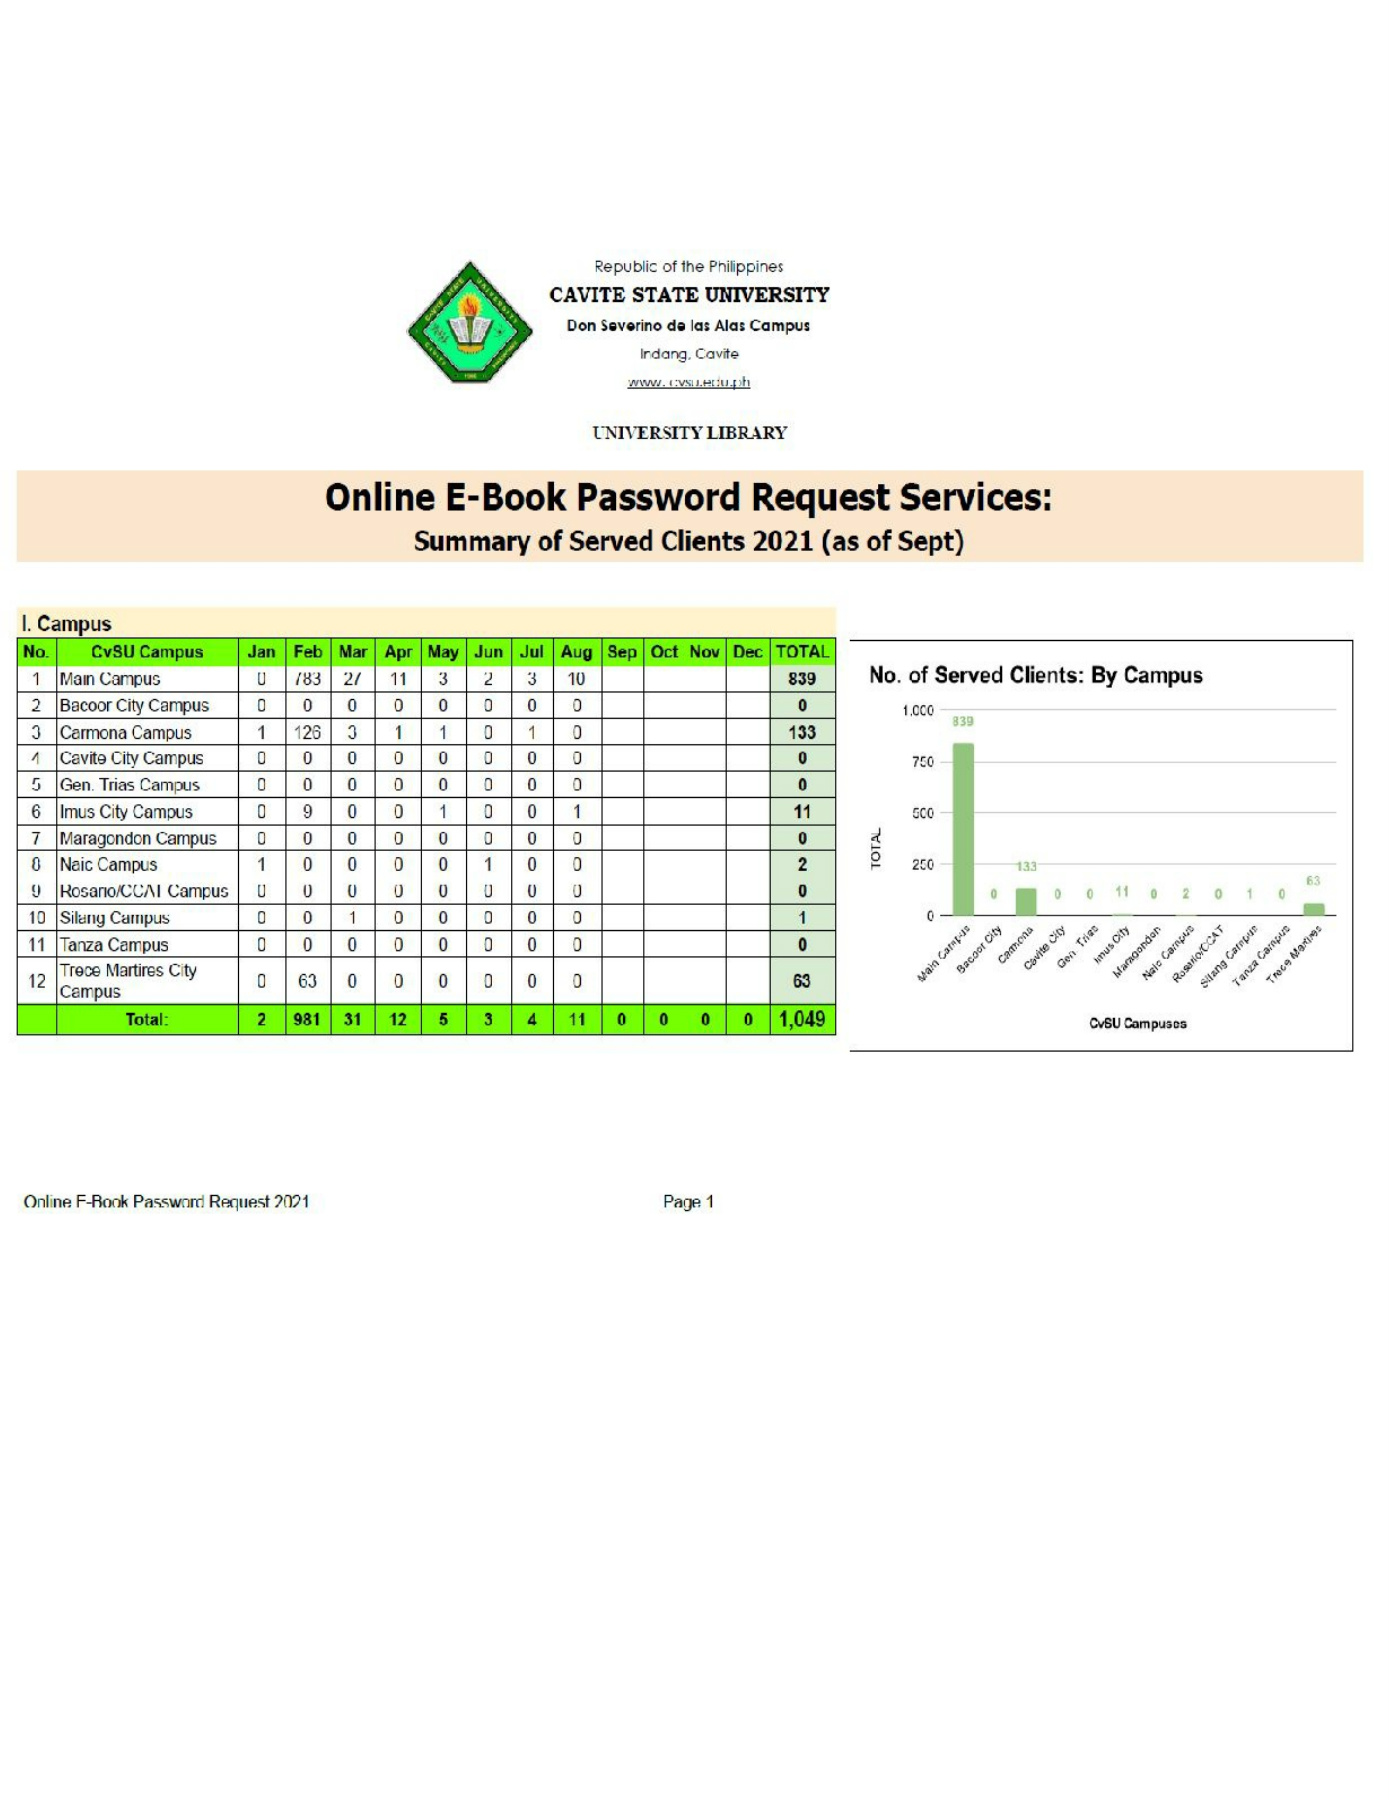 Republic of the Philippines
CAVITE STATE UNIVERSITY
Don Severino de las Alas Campus
Indang, Cavite
www.cvsu.edu.ph
UNIVERSITY LIBRARY
Online E-Book Password Request Services:
Summary of Served Clients 2021 (as of Sept)
I. Campus
No. CvSU Campus Jan Feb Mar Apr May Jun Jul Aug Sep Oct Nov Dec TOTAL
1 Main Campus 0 783 27 11 3 2 3 10 839
2 Bacoor City Campus 0 0 0 0 0 0 0 0 0
3 Carmona Campus 1 126 3 1 1 0 1 0 133
4 Cavite City Campus 0 0 0 0 0 0 0 0 0
5 Gen. Trias Campus 0 0 0 0 0 0 0 0 0
6 Imus City Campus 0 9 0 0 1 0 0 1 11
7 Maragondon Campus 0 0 0 0 0 0 0 0 0
8 Naic Campus 1 0 0 0 0 1 0 0 2
9 Rosario/CCAT Campus 0 0 0 0 0 0 0 0 0
10 Silang Campus 0 0 1 0 0 0 0 0 1
11 Tanza Campus 0 0 0 0 0 0 0 0 0
12 Trece Martires City
Campus 0 63 0 0 0 0 0 0 63
Total: 2 981 31 12 5 3 4 11 0 0 0 0 1,049
No. of Served Clients: By Campus
1,000
750
500
250
0
TOTAL
839 0 133 0 0 11 0 2 0 1 0 63
Main Campus
Bacoor City
Carmona
Cavite City
Gen. Trias
Imus City
Maragondon
Naic Campus
Rosario/CCAT
Silang Campus
Tanza Campus
Trece Martires
CvSU Campuses
Online E-Book Password Request 2021
Page 1